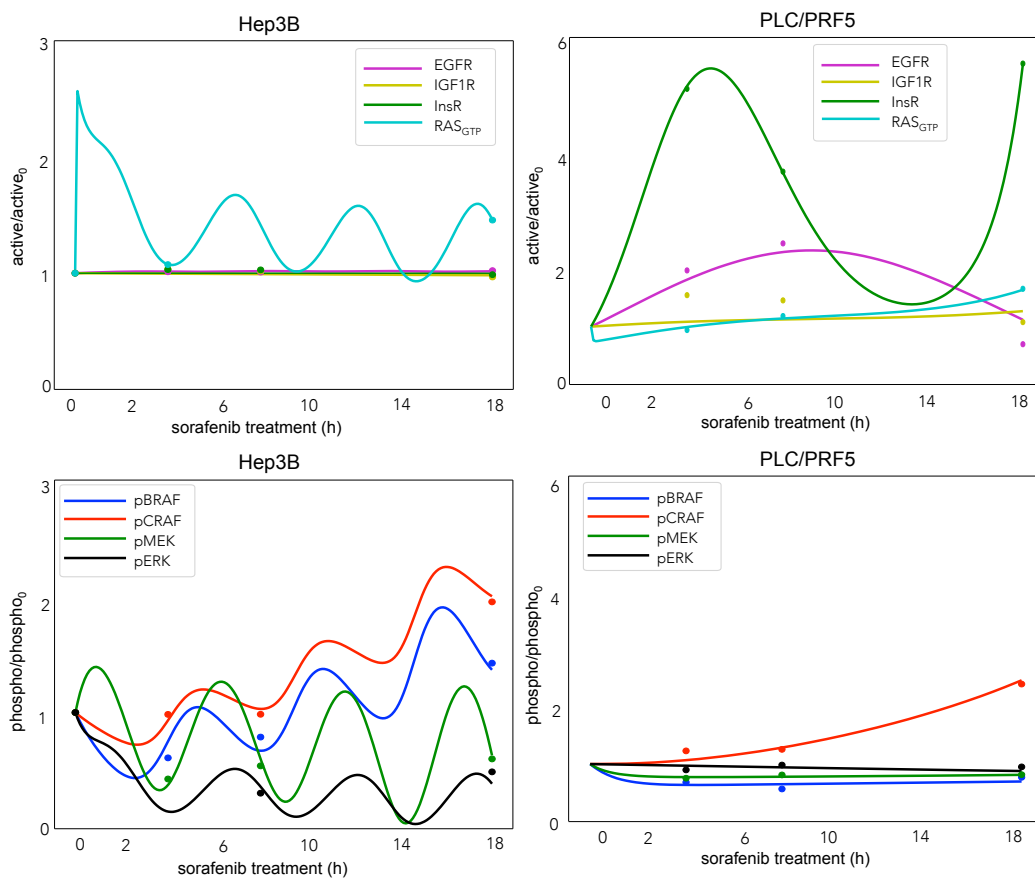 Hep3B
3
2
1
0
active/active0
EGFR
IGF1R
InsR
RASGTP
0 2 6 10 14 18
sorafenib treatment (h)
PLC/PRF5
6
4
2
0
active/active0
EGFR
IGF1R
InsR
RASGTP
0 2 6 10 14 18
sorafenib treatment (h)
Hep3B
3
2
1
0
phospho/phospho0
pBRAF
pCRAF
pMEK
pERK
0 2 6 10 14 18
sorafenib treatment (h)
PLC/PRF5
6
4
2
0
phospho/phospho0
pBRAF
pCRAF
pMEK
pERK
0 2 6 10 14 18
sorafenib treatment (h)